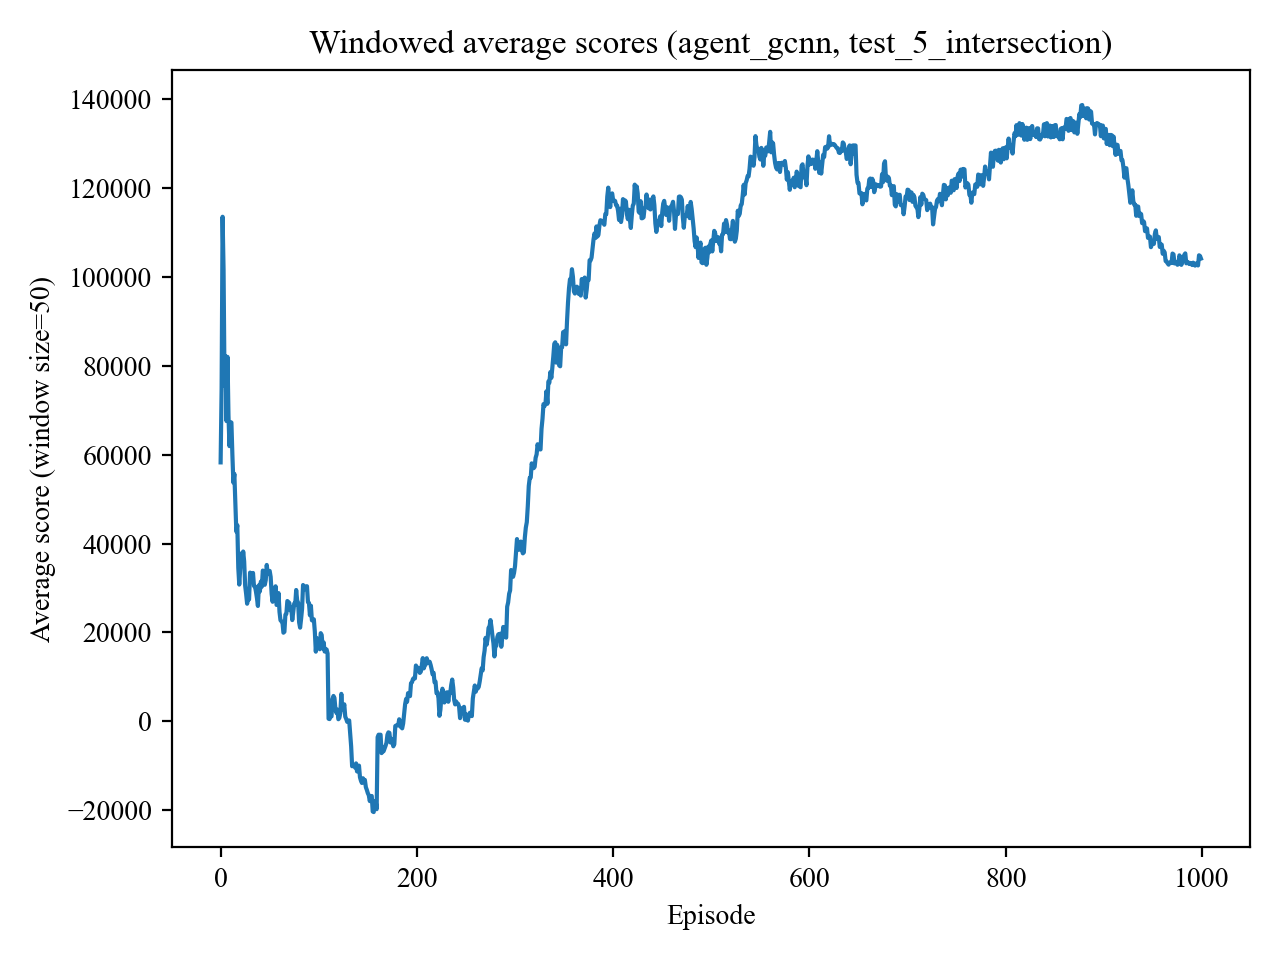 Windowed average scores (agent_gcnn, test_5_intersection)
140000
120000
100000
80000
60000
40000
20000
0
−20000
Average score (window size=50)
0 200 400 600 800 1000
Episode